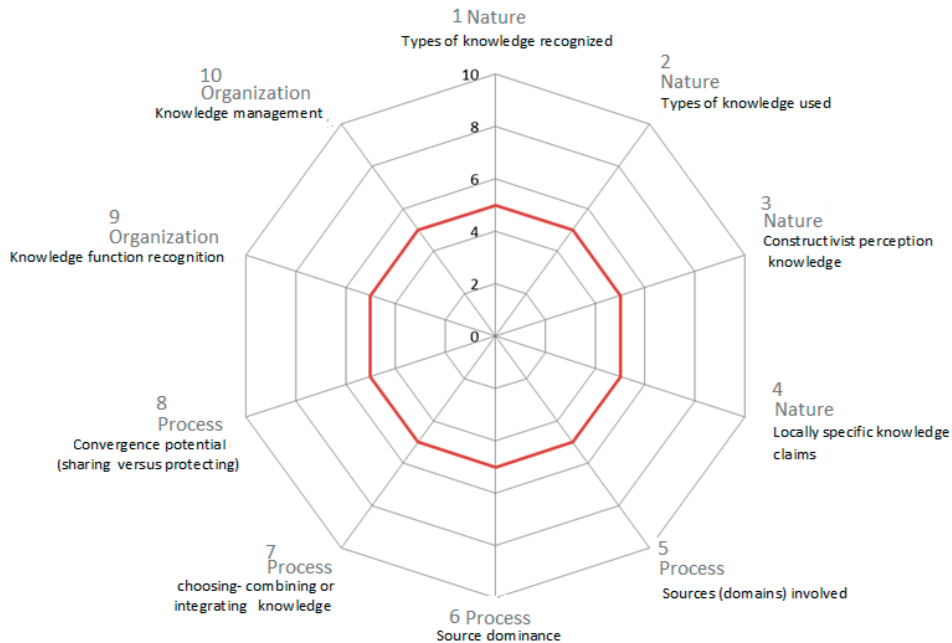 1 Nature
Types of knowledge recognized
2
Nature
Types of knowledge used
3
Nature
Constructivist perception
knowledge
4
Nature
Locally specific knowledge
claims
5
Process
Sources (domains) involved
6 Process
Source dominance
7
Process
choosing- combining or
integrating knowledge
8
Process
Convergence potential
(sharing versus protecting)
9
Organization
Knowledge function recognition
10
Organization
Knowledge management
10
8
6
4
2
0